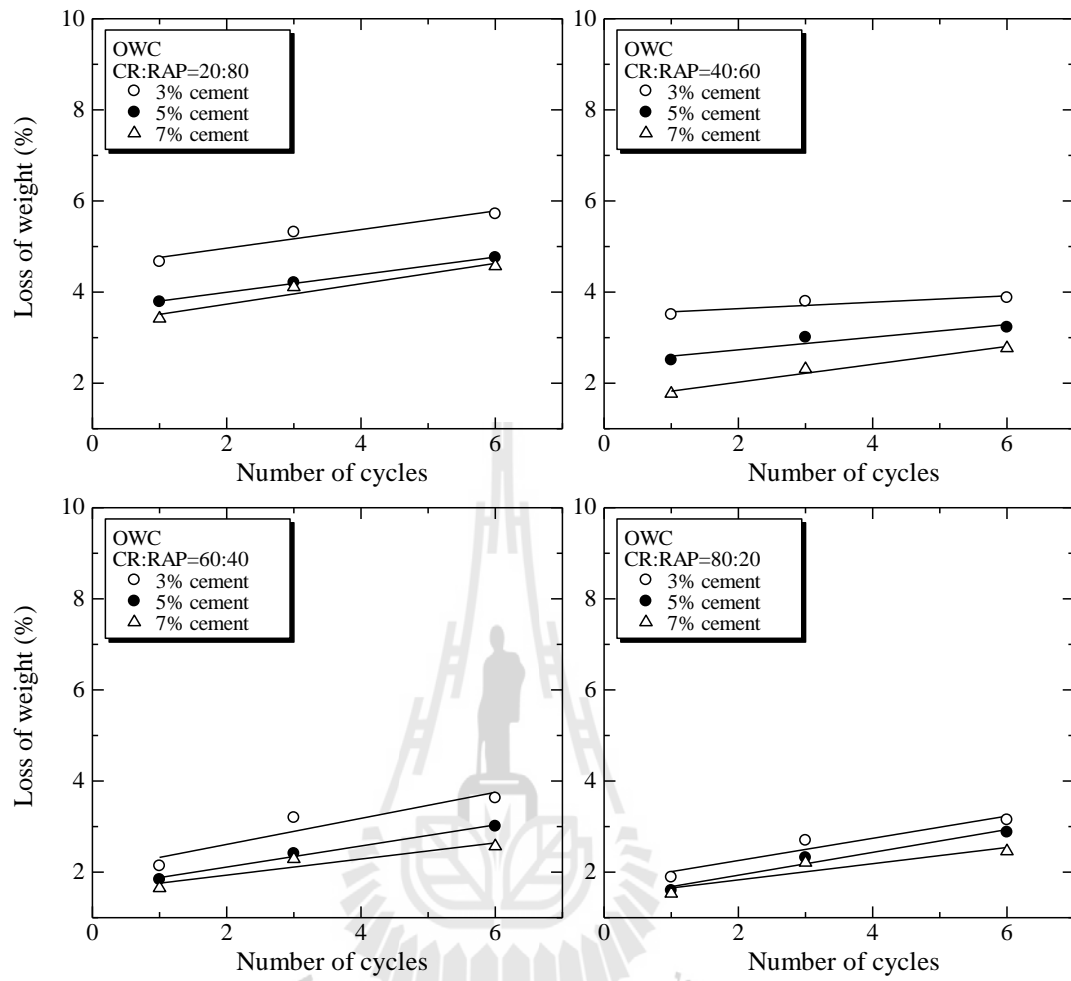 10
8
6
4
2
0
2
4
6
Loss of weight (%)
Number of cycles
OWC
CR:RAP=20:80
3% cement
5% cement
7% cement
10
8
6
4
2
0
2
4
6
Number of cycles
OWC
CR:RAP=40:60
3% cement
5% cement
7% cement
10
8
6
4
2
0
2
4
6
Loss of weight (%)
Number of cycles
OWC
CR:RAP=60:40
3% cement
5% cement
7% cement
10
8
6
4
2
0
2
4
6
Number of cycles
OWC
CR:RAP=80:20
3% cement
5% cement
7% cement